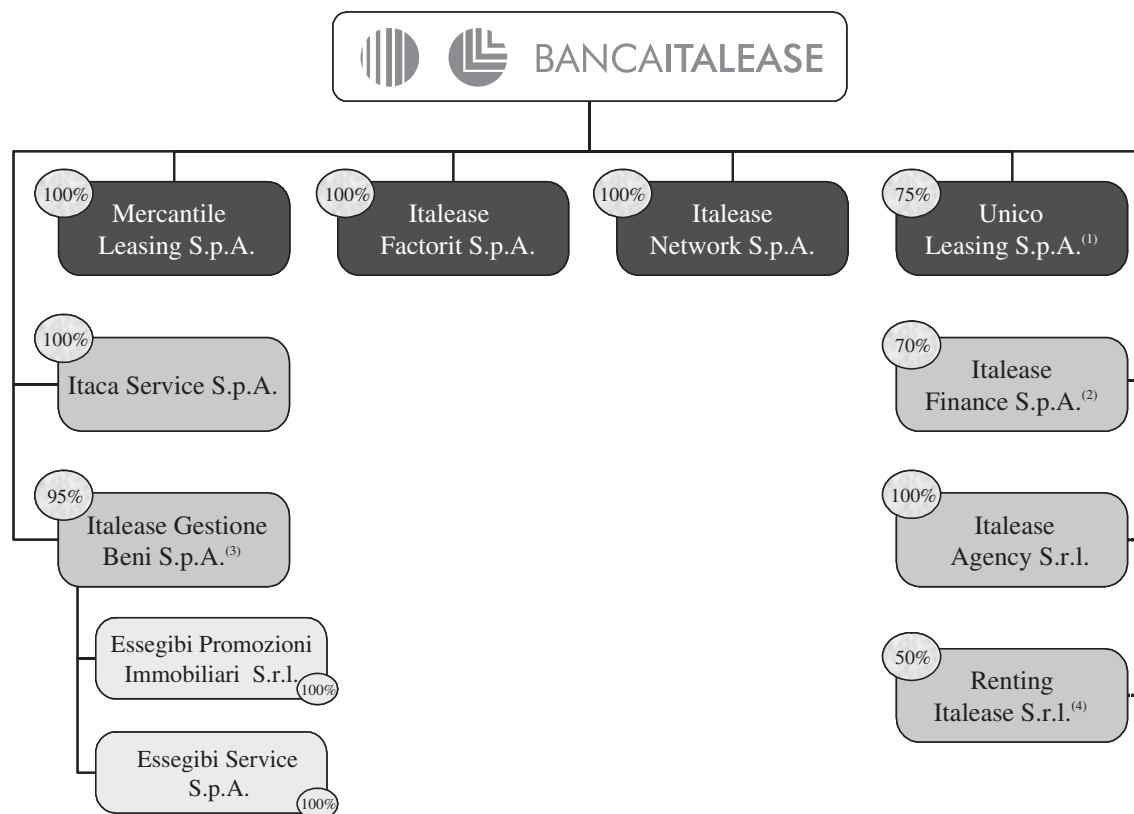 BANCAITALEASE
100%
Mercantile
Leasing S.p.A.
100%
Italease
Factorit S.p.A.
100%
Italease
Network S.p.A.
75%
Unico
Leasing S.p.A.(1)
100%
Itaca Service S.p.A.
70%
Italease
Finance S.p.A.(2)
95%
Italease Gestione
Beni S.p.A.(3)
100%
Italease
Agency S.r.l.
Essegibi Promozioni
Immobiliari S.r.l.
100%
50%
Renting
Italease S.r.l.(4)
Essegibi Service
S.p.A.
100%